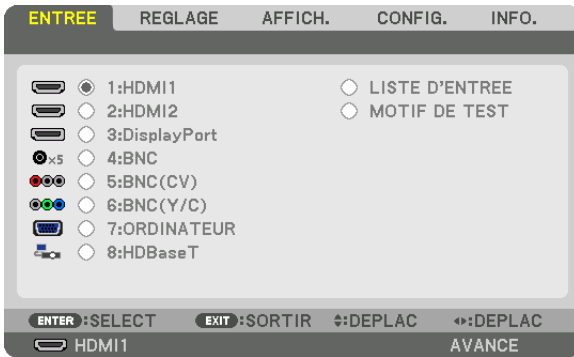 ENTREE REGLAGE AFFICH. CONFIG. INFO.
1:HDMI1 LISTE D'ENTREE
2:HDMI2 MOTIF DE TEST
3:DisplayPort
×5 4:BNC
5:BNC(CV)
6:BNC(Y/C)
7:ORDINATEUR
8:HDBaseT
ENTER :SELECT EXIT :SORTIR :DEPLAC :DEPLAC
HDMI1 AVANCE